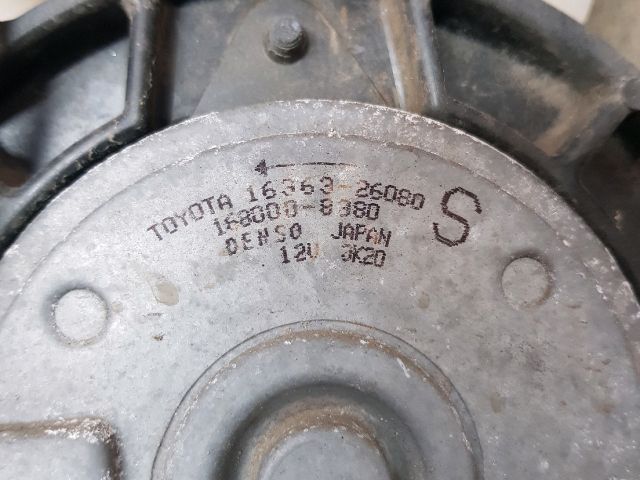 TOYOTA 16363-26080
168000-8380
DENSO JAPAN
12V 3K20
S